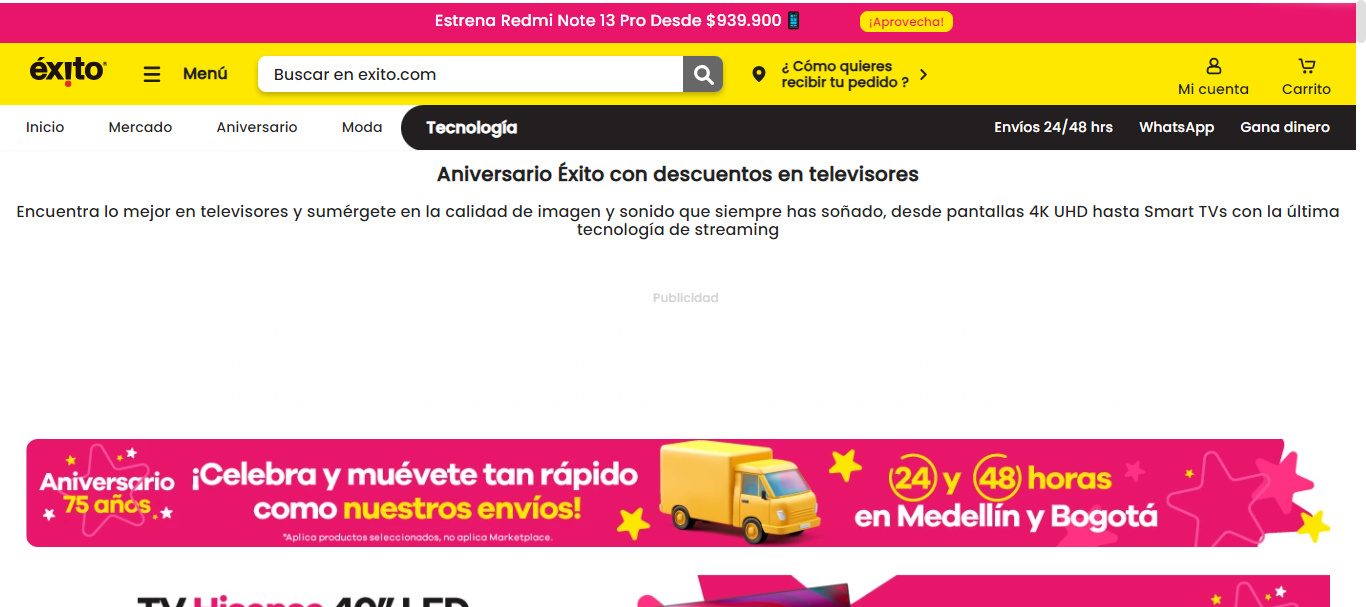 Estrena Redmi Note 13 Pro Desde $939.900
¡Aprovecha!
éxito
Menú
Buscar en exito.com
¿ Cómo quieres
recibir tu pedido ?
Mi cuenta
Carrito
Inicio
Mercado
Aniversario
Moda
Tecnología
Envíos 24/48 hrs
WhatsApp
Gana dinero
Aniversario Éxito con descuentos en televisores
Encuentra lo mejor en televisores y sumérgete en la calidad de imagen y sonido que siempre has soñado, desde pantallas 4K UHD hasta Smart TVs con la última
tecnología de streaming
Publicidad
Aniversario
75 años.
¡Celebra y muévete tan rápido
como nuestros envíos!
*Aplica productos seleccionados, no aplica Marketplace.
24 y 48 horas
en Medellín y Bogotá
TV Hisense 40" LED